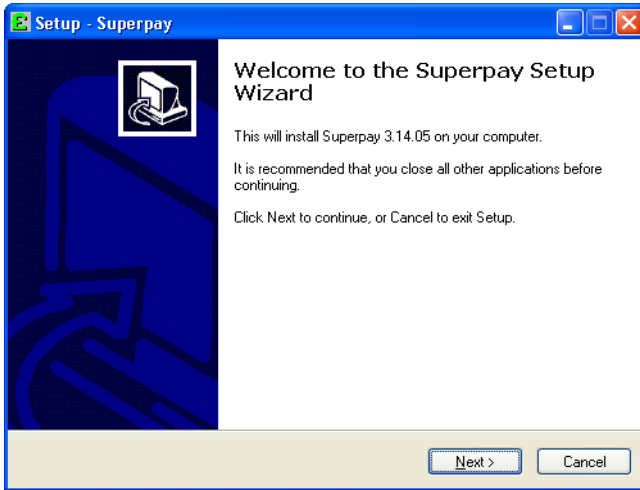 Setup - Superpay
Welcome to the Superpay Setup
Wizard
This will install Superpay 3.14.05 on your computer.
It is recommended that you close all other applications before
continuing.
Click Next to continue, or Cancel to exit Setup.
Next >
Cancel